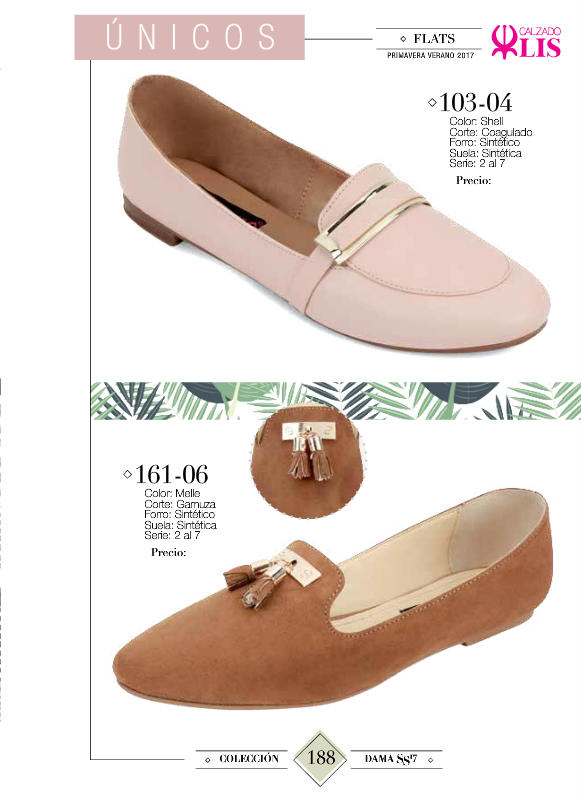 ÚNICOS
FLATS
PRIMAVERA VERANO 2017
CALZADO
LIS
103-04
Color: Shell
Corte: Coagulado
Forro: Sintético
Suela: Sintética
Serie: 2 al 7
Precio:
161-06
Color: Melle
Corte: Gamuza
Forro: Sintético
Suela: Sintética
Serie: 2 al 7
Precio:
COLECCIÓN
188
DAMA SS'7